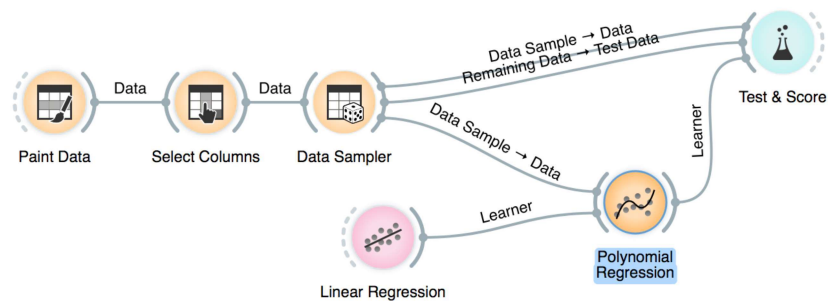 Data Sample → Data
Remaining Data → Test Data
Data
Data
Test & Score
Paint Data
Select Columns
Data Sampler
Data Sample → Data
Learner
Learner
Polynomial
Regression
Linear Regression